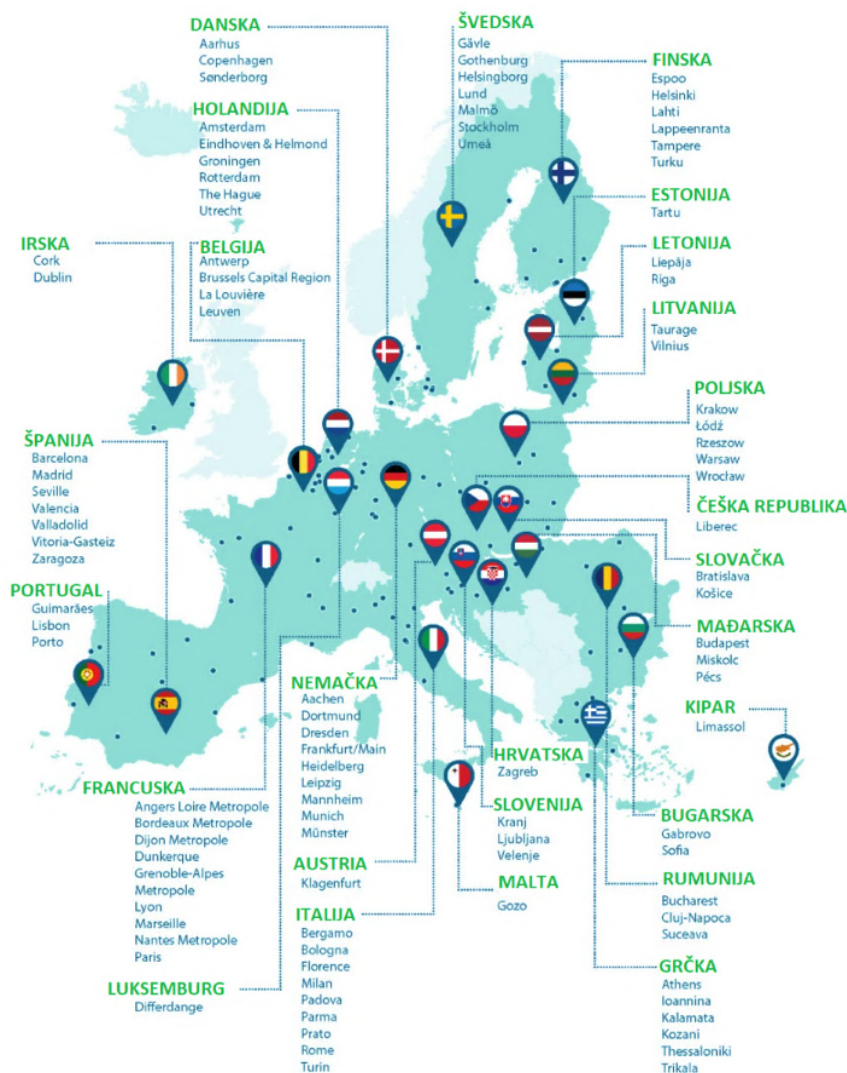 DANSKA
Aarhus
Copenhagen
Sønderborg
ŠVEDSKA
Gävle
Gothenburg
Helsingborg
Lund
Malmö
Stockholm
Umeå
FINSKA
Espoo
Helsinki
Lahti
Lappeenranta
Tampere
Turku
HOLANDIJA
Amsterdam
Eindhoven & Helmond
Groningen
Rotterdam
The Hague
Utrecht
ESTONIJA
Tartu
IRSKA
Cork
Dublin
BELGIJA
Antwerp
Brussels Capital Region
La Louvière
Leuven
LETONIJA
Liepāja
Riga
LITVANIJA
Taurage
Vilnius
POLJSKA
Krakow
Łódź
Rzeszow
Warsaw
Wrocław
ŠPANIJA
Barcelona
Madrid
Seville
Valencia
Valladolid
Vitoria-Gasteiz
Zaragoza
ČEŠKA REPUBLIKA
Liberec
SLOVAČKA
Bratislava
Košice
PORTUGAL
Guimarães
Lisbon
Porto
MAĐARSKA
Budapest
Miskolc
Pécs
NEMAČKA
Aachen
Dortmund
Dresden
Frankfurt/Main
Heidelberg
Leipzig
Mannheim
Munich
Münster
KIPAR
Limassol
HRVATSKA
Zagreb
FRANCUSKA
Angers Loire Metropole
Bordeaux Metropole
Dijon Metropole
Dunkerque
Grenoble-Alpes
Metropole
Lyon
Marseille
Nantes Metropole
Paris
SLOVENIJA
Kranj
Ljubljana
Velenje
BUGARSKA
Gabrovo
Sofia
AUSTRIA
Klagenfurt
MALTA
Gozo
RUMUNIJA
Bucharest
Cluj-Napoca
Suceava
ITALIJA
Bergamo
Bologna
Florence
Milan
Padova
Parma
Prato
Rome
Turin
LUKSEMBURG
Differdange
GRČKA
Athens
Ioannina
Kalamata
Kozani
Thessaloniki
Trikala